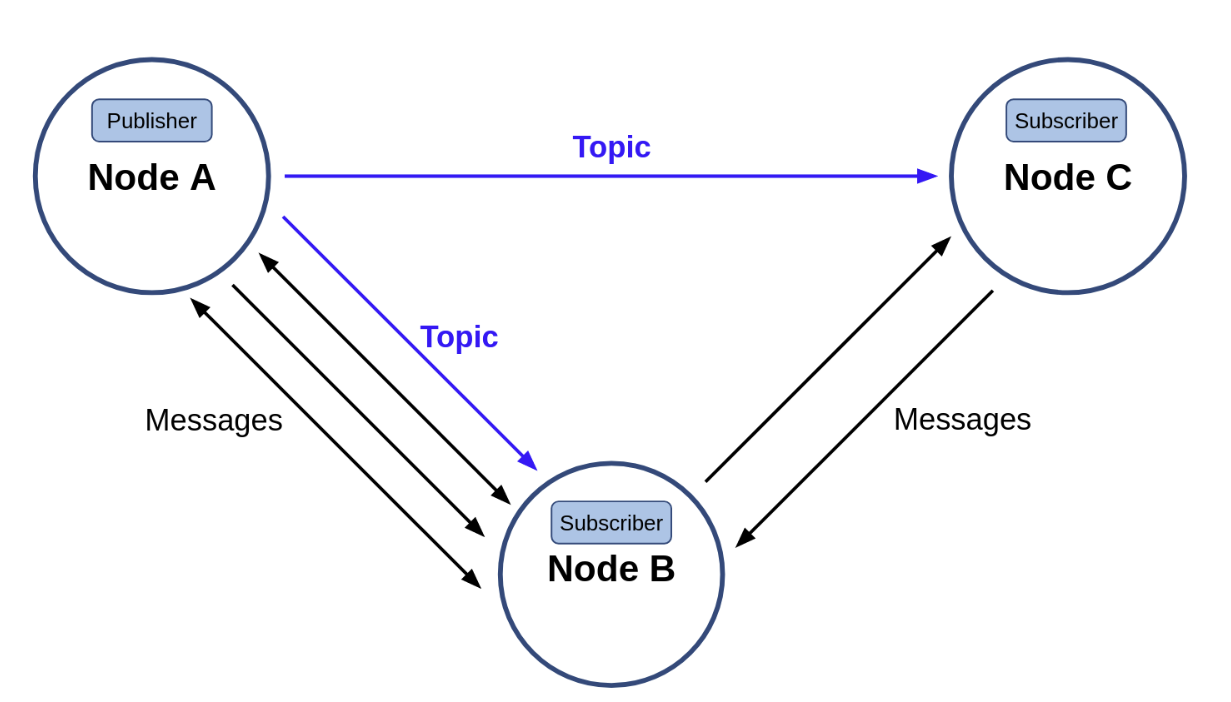 Publisher
Node A
Topic
Subscriber
Node C
Topic
Messages
Messages
Subscriber
Node B